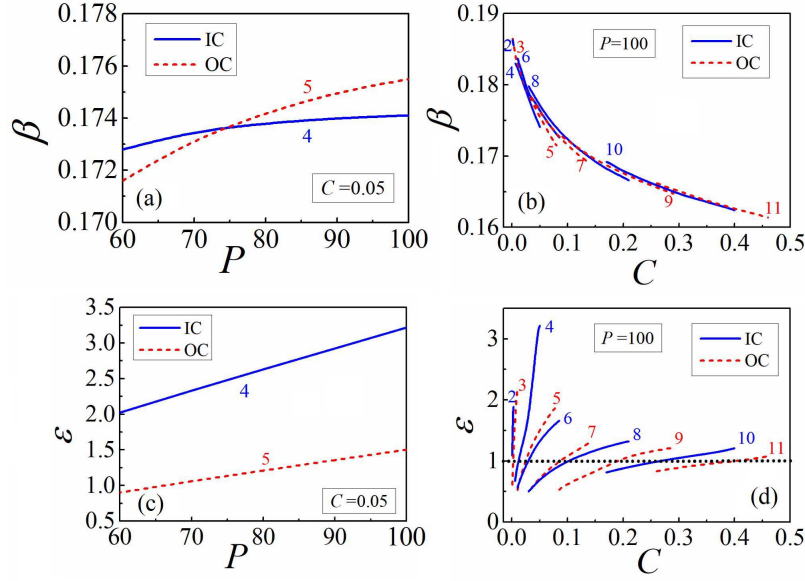 0.178
0.176
0.174
0.172
0.170
β
IC
OC
5
4
(a)
C =0.05
60
70
80
90
100
P
0.19
0.18
0.17
0.16
β
2
3
6
4
8
P=100
IC
OC
10
5
7
9
11
(b)
0.0
0.1
0.2
0.3
0.4
0.5
C
3.5
3.0
2.5
2.0
1.5
1.0
0.5
ε
IC
OC
4
5
(c)
C =0.05
60
70
80
90
100
P
4
3
2
1
0
ε
4
P =100
IC
OC
2
3
5
6
7
8
9
10
11
(d)
0.0
0.1
0.2
0.3
0.4
0.5
C